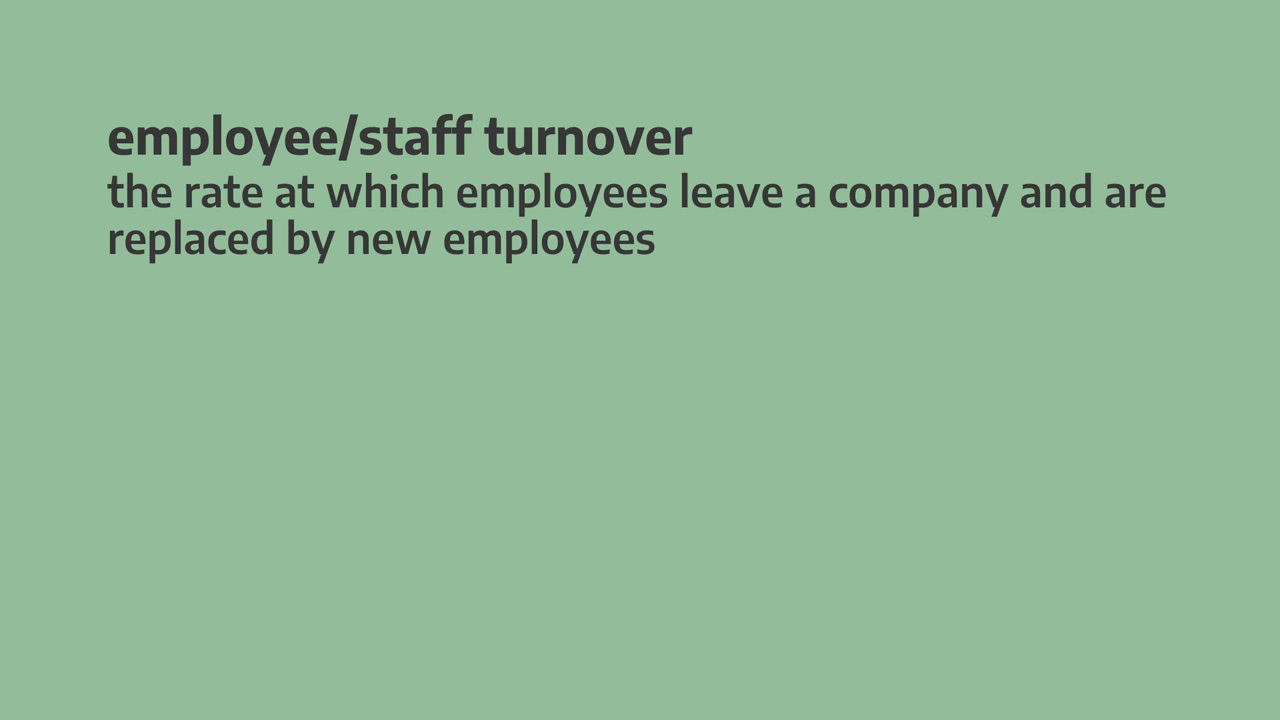 employee/staff turnover
the rate at which employees leave a company and are
replaced by new employees